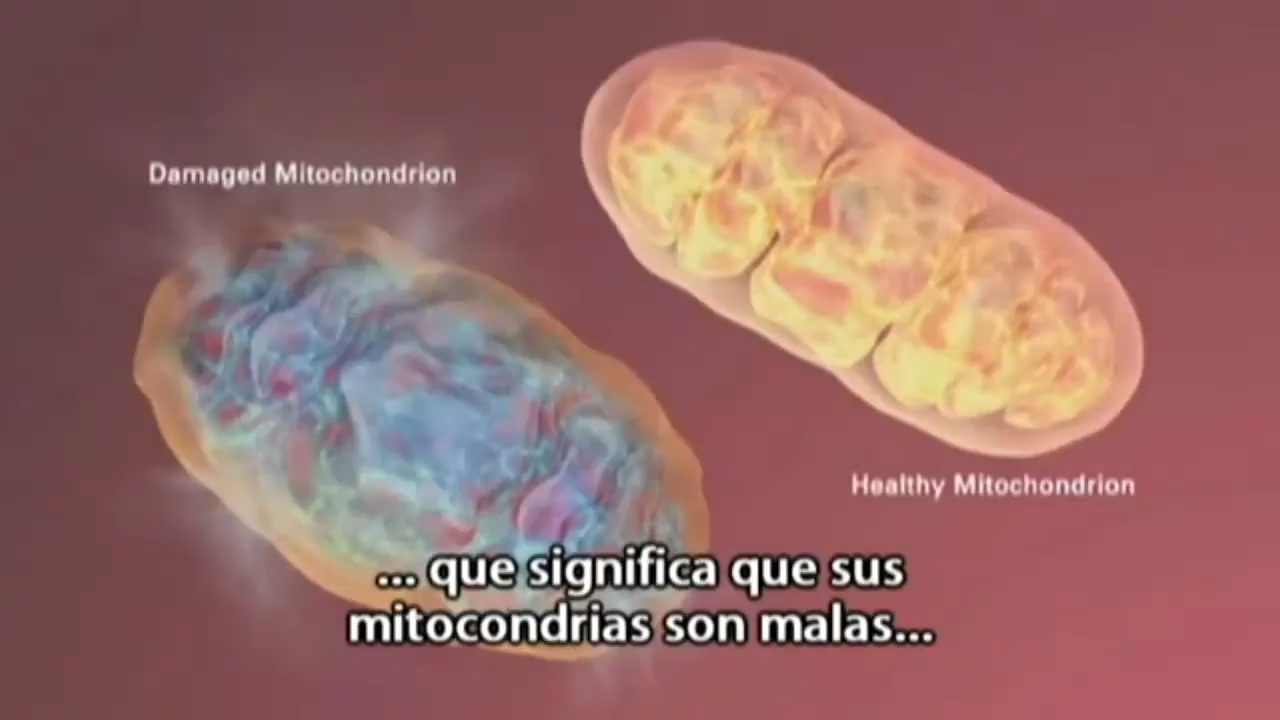 Damaged Mitochondrion
Healthy Mitochondrion
... que significa que sus
mitocondrias son malas...